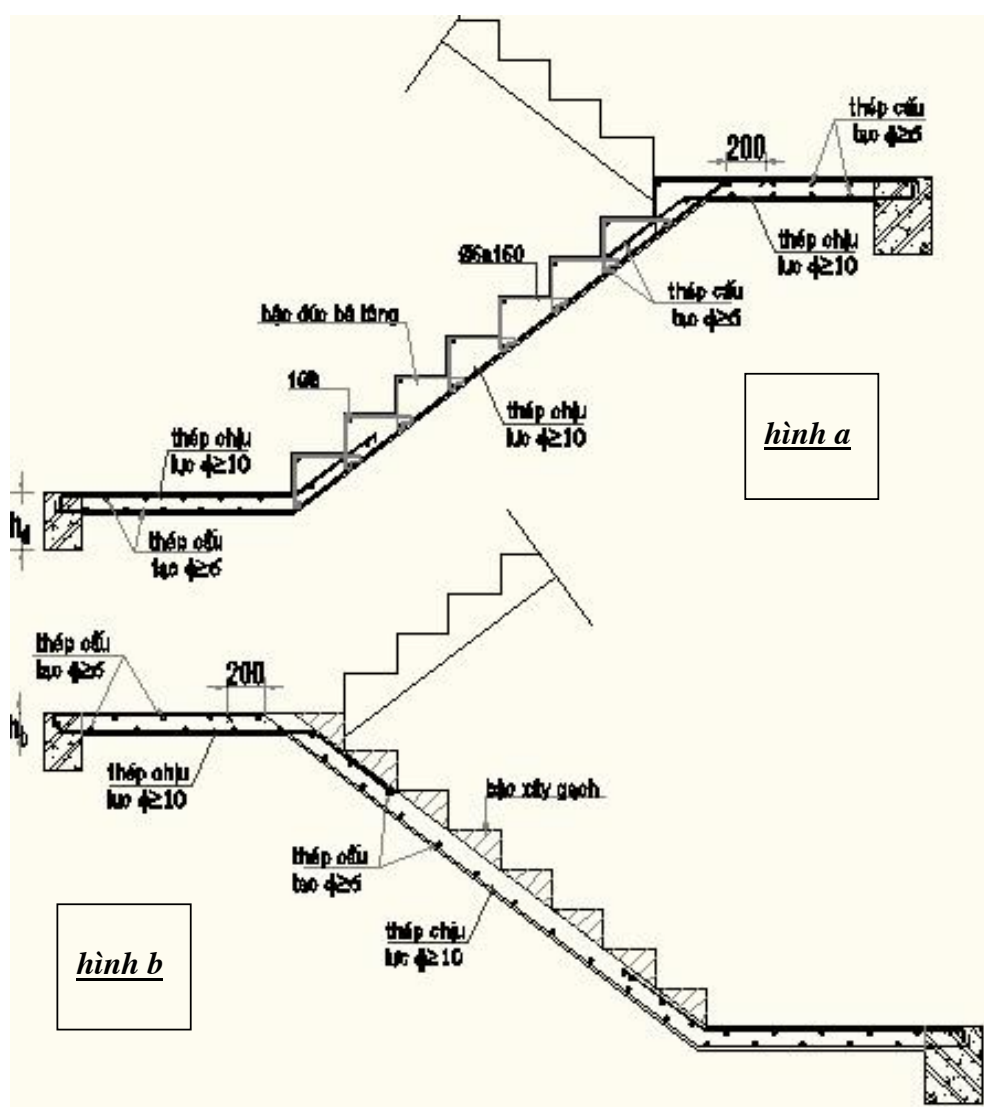 200
thép cấu
tạo ϕ≥6
thép chịu
lực ϕ≥10
Ø6a150
thép cấu
tạo ϕ≥6
bậc đúc bê tông
1Ø8
thép chịu
lực ϕ≥10
hình a
thép chịu
lực ϕ≥10
thép cấu
tạo ϕ≥6
thép cấu
tạo ϕ≥6
200
thép chịu
lực ϕ≥10
bậc xây gạch
thép cấu
tạo ϕ≥6
thép chịu
lực ϕ≥10
hình b